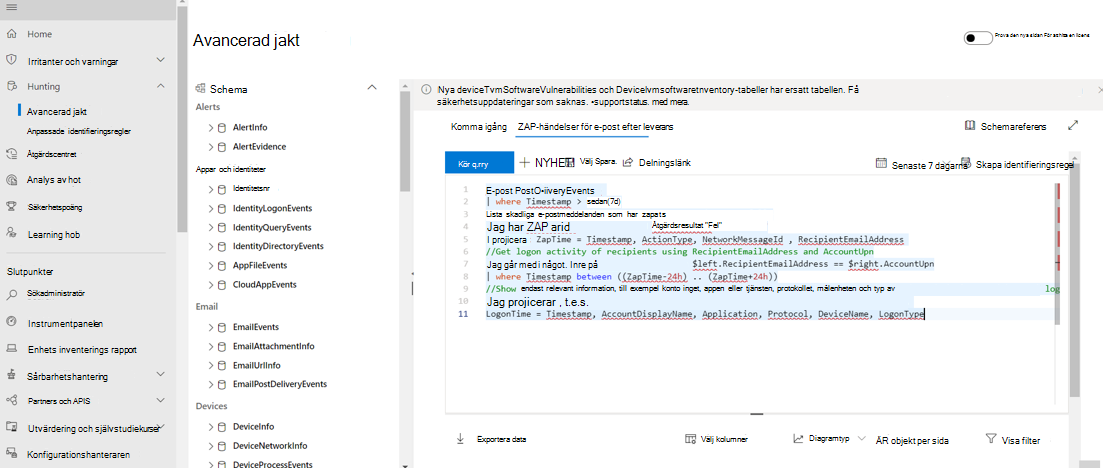 Home
Irritanter och varningar
Hunting
Avancerad jakt
Anpassade identifieringsregler
Åtgärdscentret
Analys av hot
Säkerhetspoäng
Learning hob
Slutpunkter
Sökadministratör
Instrumentpanelen
Enhets inventerings rapport
Sårbarhetshantering
Partners och APIS
Utvärdering och självstudiekurser
Konfigurationshanteraren
Avancerad jakt
Prova den nya sidan För att hita en licens
Schema
Alerts
AlertInfo
AlertEvidence
Appar och identiteter
Identitetsnr
IdentityLogonEvents
IdentityQueryEvents
IdentityDirectoryEvents
AppFileEvents
CloudAppEvents
Email
EmailEvents
EmailAttachmentInfo
EmailUrlInfo
EmailPostDeliveryEvents
Devices
DeviceInfo
DeviceNetworkInfo
DeviceProcessEvents
Nya deviceTvmSoftwareVulnerabilities och Devicelvmsoftwaretnventory-tabeller har ersatt tabellen. Få
säkerhetsuppdateringar som saknas. •supportstatus. med mera.
Komma igång ZAP-händelser för e-post efter leverans
Schemareferens
Kör q.rry
NYHET
Välj Spara.
Delningslänk
Senaste 7 dagarna
Skapa identifieringsregel
1 E-post PostO•iiveryEvents
2 | where Timestamp > sedan(7d)
3 Lista skadliga e-postmeddelanden som har zapats
4 Jag har ZAP arid Åtgärdsresultat "Fel"
5 I projicera ZapTime = Timestamp, ActionType, NetworkMessageId , RecipientEmailAddress
6 //Get logon activity of recipients using RecipientEmailAddress and AccountUpn
7 Jag går med i något. Inre på $left.RecipientEmailAddress == $right.AccountUpn
8 | where Timestamp between ((ZapTime-24h) .. (ZapTime+24h))
9 //Show endast relevant information, till exempel konto inget, appen eller tjänsten, protokollet, målenheten och typ av log
10 Jag projicerar , t.e.s.
11 LogonTime = Timestamp, AccountDisplayName, Application, Protocol, DeviceName, LogonType
Exportera data
Välj kolumner
Diagramtyp
ÄR objekt per sida
Visa filter